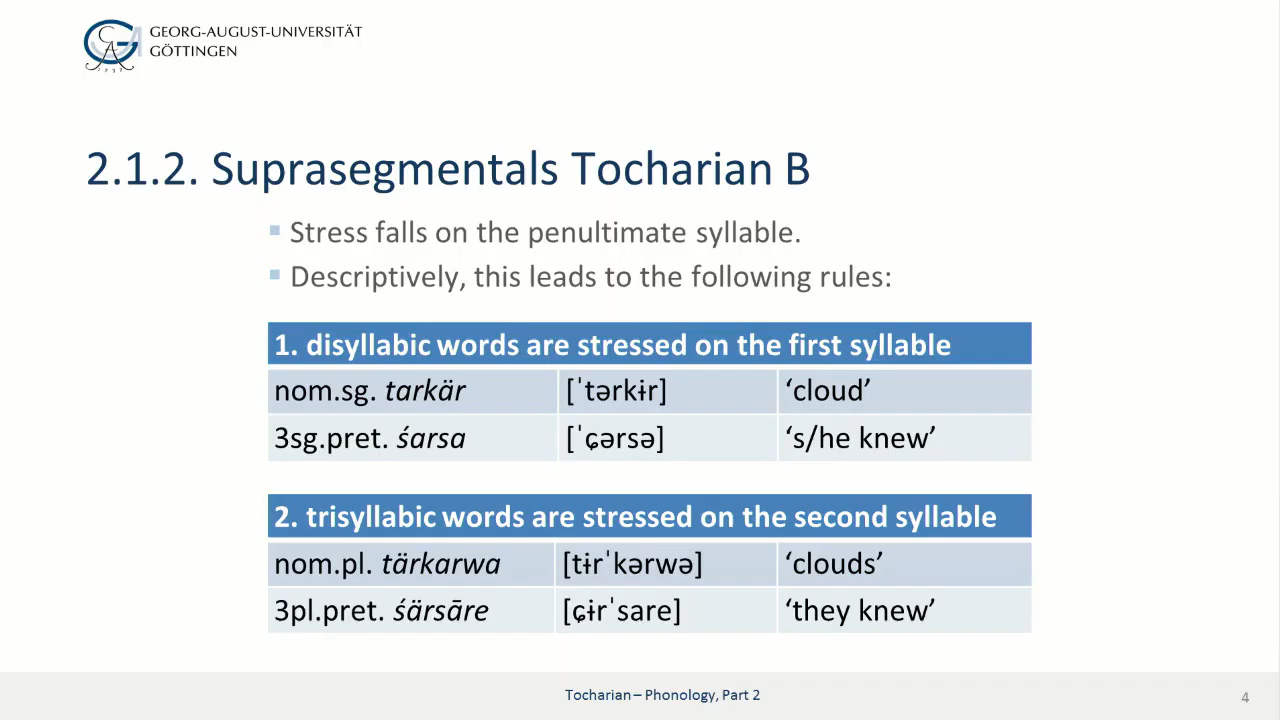 GEORG-AUGUST-UNIVERSITÄT
GÖTTINGEN
2.1.2. Suprasegmentals Tocharian B
Stress falls on the penultimate syllable.
Descriptively, this leads to the following rules:
1. disyllabic words are stressed on the first syllable
nom.sg. tarkär [ˈtərkɨr] ‘cloud’
3sg.pret. śarsa [ˈɕərsə] ‘s/he knew’
2. trisyllabic words are stressed on the second syllable
nom.pl. tärkarwa [tɨrˈkərwə] ‘clouds’
3pl.pret. śärsāre [ɕɨrˈsare] ‘they knew’
Tocharian – Phonology, Part 2
4